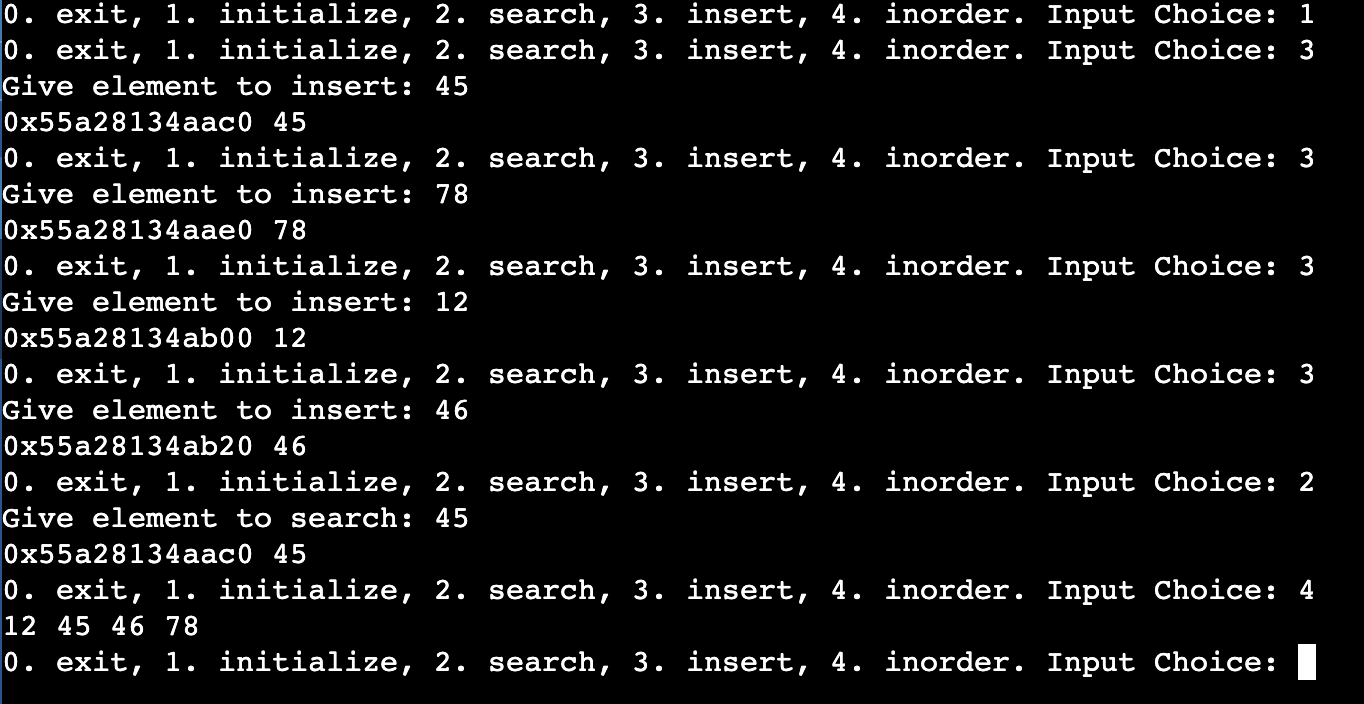 0. exit, 1. initialize, 2. search, 3. insert, 4. inorder. Input Choice: 1
0. exit, 1. initialize, 2. search, 3. insert, 4. inorder. Input Choice: 3
Give element to insert: 45
0x55a28134aac0 45
0. exit, 1. initialize, 2. search, 3. insert, 4. inorder. Input Choice: 3
Give element to insert: 78
0x55a28134aae0 78
0. exit, 1. initialize, 2. search, 3. insert, 4. inorder. Input Choice: 3
Give element to insert: 12
0x55a28134ab00 12
0. exit, 1. initialize, 2. search, 3. insert, 4. inorder. Input Choice: 3
Give element to insert: 46
0x55a28134ab20 46
0. exit, 1. initialize, 2. search, 3. insert, 4. inorder. Input Choice: 2
Give element to search: 45
0x55a28134aac0 45
0. exit, 1. initialize, 2. search, 3. insert, 4. inorder. Input Choice: 4
12 45 46 78
0. exit, 1. initialize, 2. search, 3. insert, 4. inorder. Input Choice: